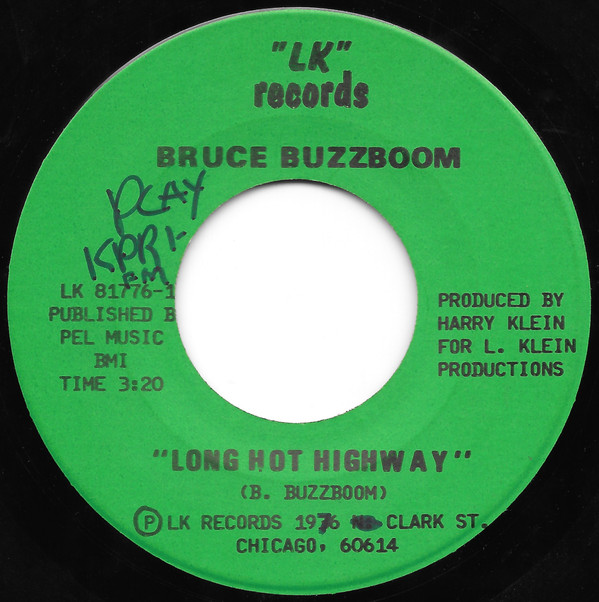 "LK"
records
BRUCE BUZZBOOM
PLAY
KPRI-
FM
LK 81776-1
PUBLISHED B
PEL MUSIC
BMI
TIME 3:20
PRODUCED BY
HARRY KLEIN
FOR L. KLEIN
PRODUCTIONS
"LONG HOT HIGHWAY"
(B. BUZZBOOM)
Ⓟ LK RECORDS 1976 CLARK ST.
CHICAGO, 60614